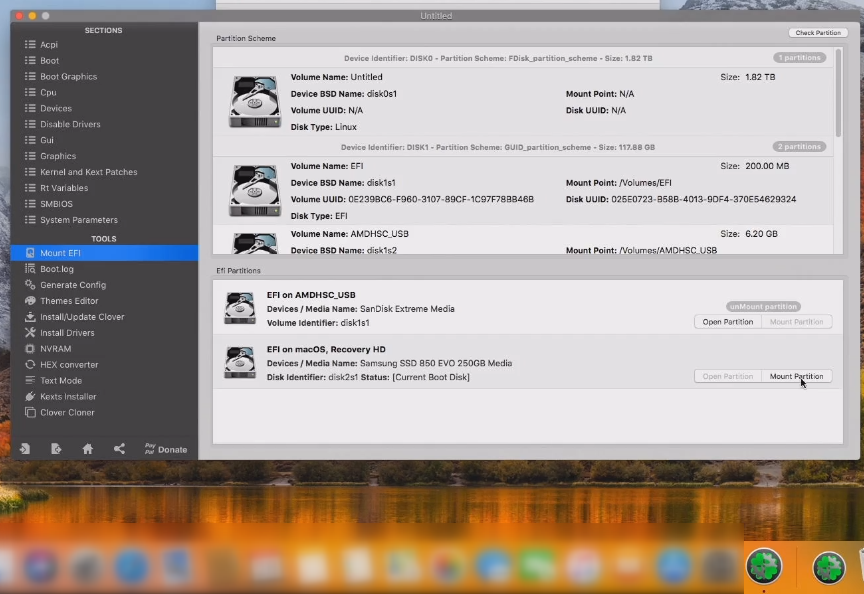 Untitled
SECTIONS
Acpi
Boot
Boot Graphics
Cpu
Devices
Disable Drivers
Gui
Graphics
Kernel and Kext Patches
Rt Variables
SMBIOS
System Parameters
TOOLS
Mount EFI
Boot.log
Generate Config
Themes Editor
Install/Update Clover
Install Drivers
NVRAM
HEX converter
Text Mode
Kexts Installer
Clover Cloner
Pay Pal Donate
Partition Scheme
Check Partition
Device Identifier: DISK0 - Partition Scheme: FDisk_partition_scheme - Size: 1.82 TB
1 partitions
Volume Name: Untitled
Size: 1.82 TB
Device BSD Name: disk0s1
Mount Point: N/A
Volume UUID: N/A
Disk UUID: N/A
Disk Type: Linux
Device Identifier: DISK1 - Partition Scheme: GUID_partition_scheme - Size: 117.88 GB
2 partitions
Volume Name: EFI
Size: 200.00 MB
Device BSD Name: disk1s1
Mount Point: /Volumes/EFI
Volume UUID: 0E239BC6-F960-3107-89CF-1C97F78BB46B
Disk UUID: 025E0723-B58B-4013-9DF4-370E54629324
Disk Type: EFI
Volume Name: AMDHSC_USB
Size: 6.20 GB
Device BSD Name: disk1s2
Mount Point: /Volumes/AMDHSC_USB
Efi Partitions
EFI on AMDHSC_USB
Devices / Media Name: SanDisk Extreme Media
Volume Identifier: disk1s1
unMount partition
Open Partition
Mount Partition
EFI on macOS, Recovery HD
Devices / Media Name: Samsung SSD 850 EVO 250GB Media
Disk Identifier: disk2s1 Status: [Current Boot Disk]
Open Partition
Mount Partition